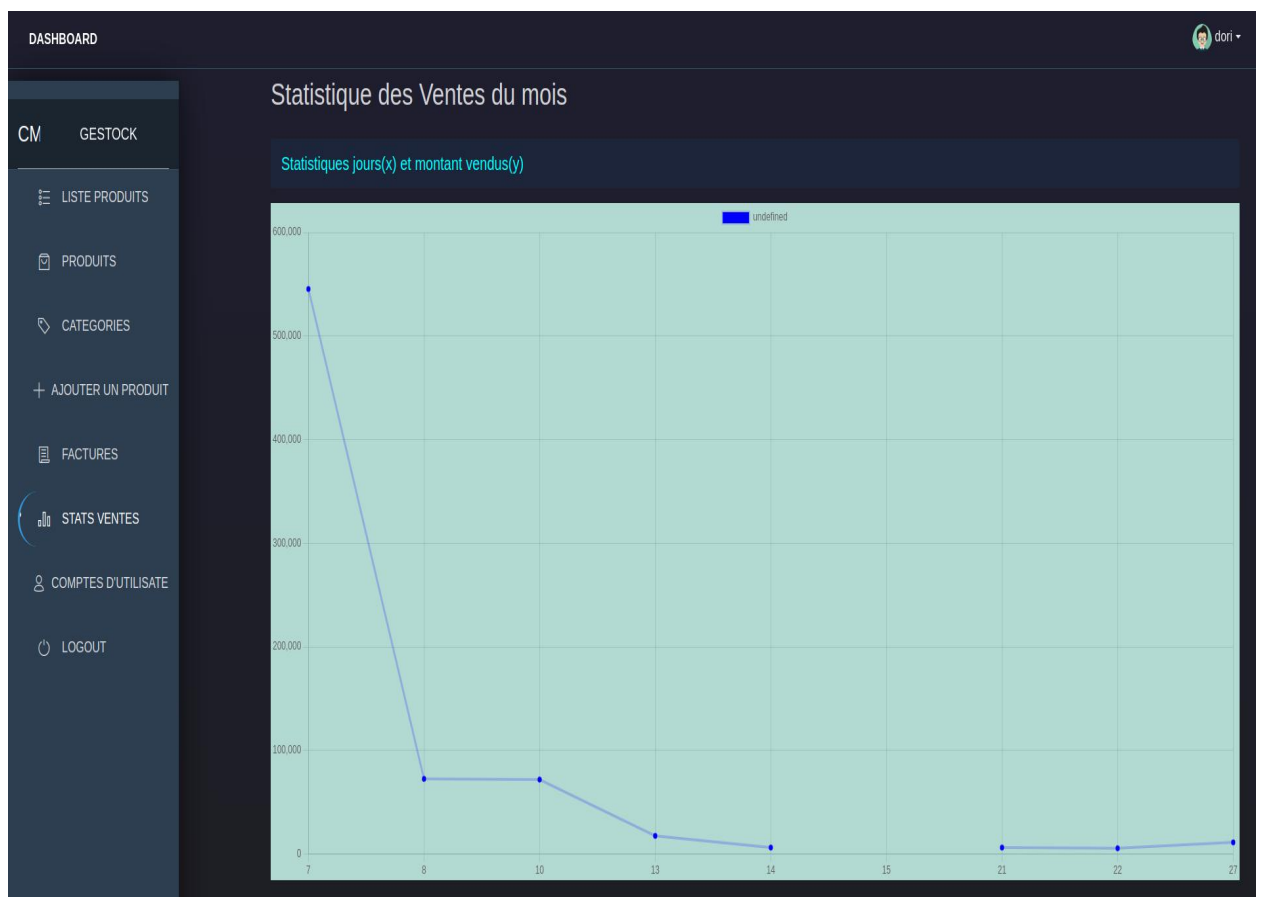 DASHBOARD
dori
CM GESTOCK
LISTE PRODUITS
PRODUITS
CATEGORIES
AJOUTER UN PRODUIT
FACTURES
STATS VENTES
COMPTES D'UTILISATE
LOGOUT
Statistique des Ventes du mois
Statistiques jours(x) et montant vendus(y)
undefined
600,000
500,000
400,000
300,000
200,000
100,000
0
7 8 10 13 14 15 21 22 27